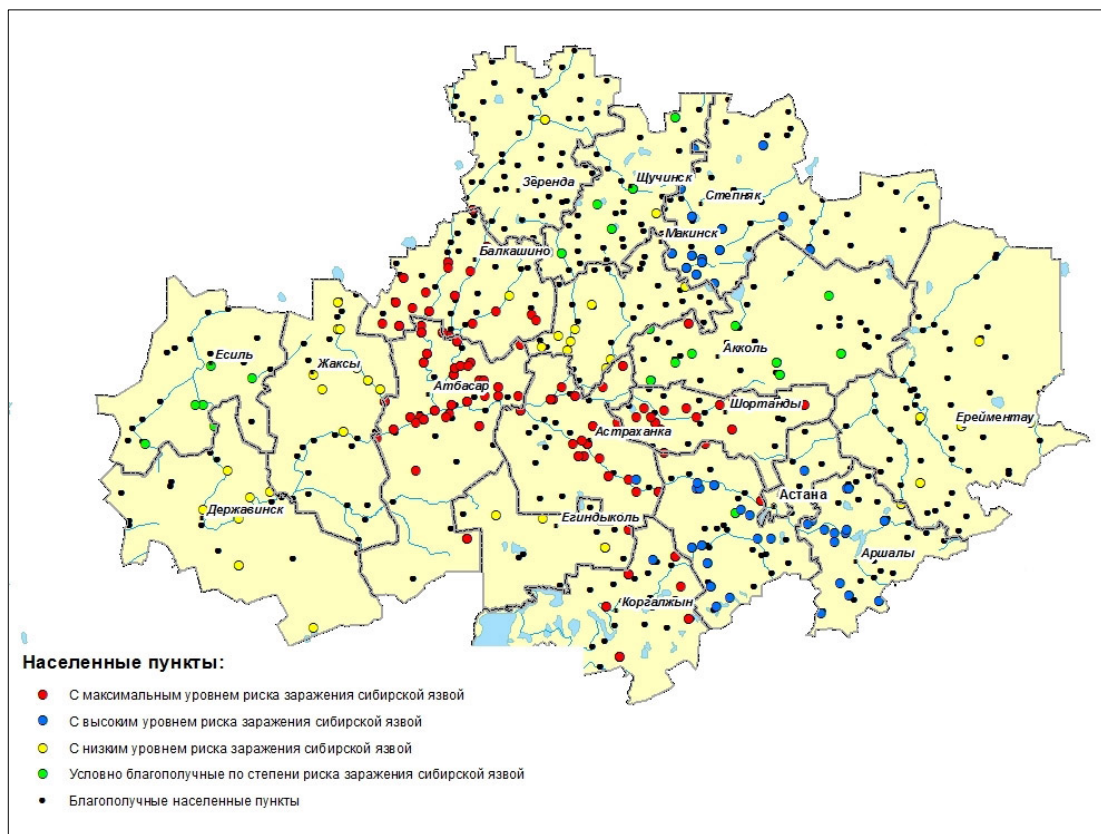 Зеренда
Щучинск
Степняк
Макинск
Балкашино
Есиль
Жаксы
Акколь
Атбасар
Шортанды
Астраханка
Ерейментау
Державинск
Астана
Егиндыколь
Аршалы
Коргалжын
Населенные пункты:
С максимальным уровнем риска заражения сибирской язвой
С высоким уровнем риска заражения сибирской язвой
С низким уровнем риска заражения сибирской язвой
Условно благополучные по степени риска заражения сибирской язвой
Благополучные населенные пункты